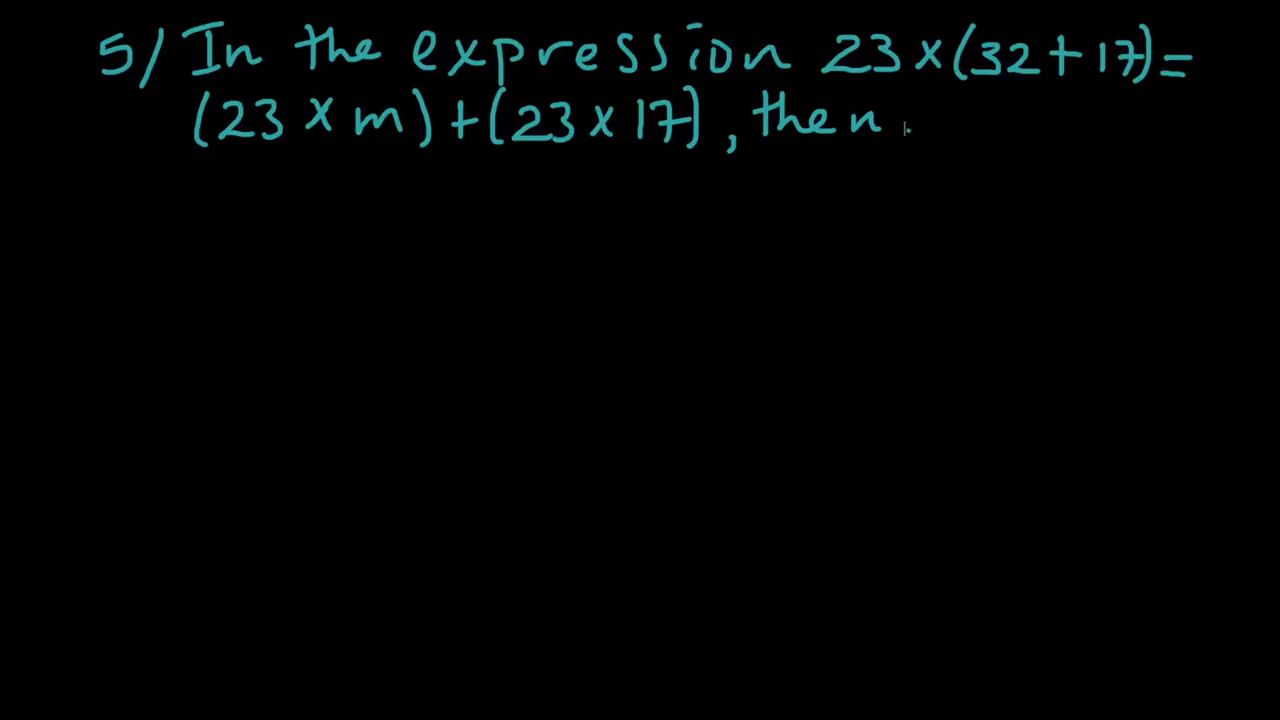 5/ In the expression 23×(32+17)=
(23×m)+(23×17), then